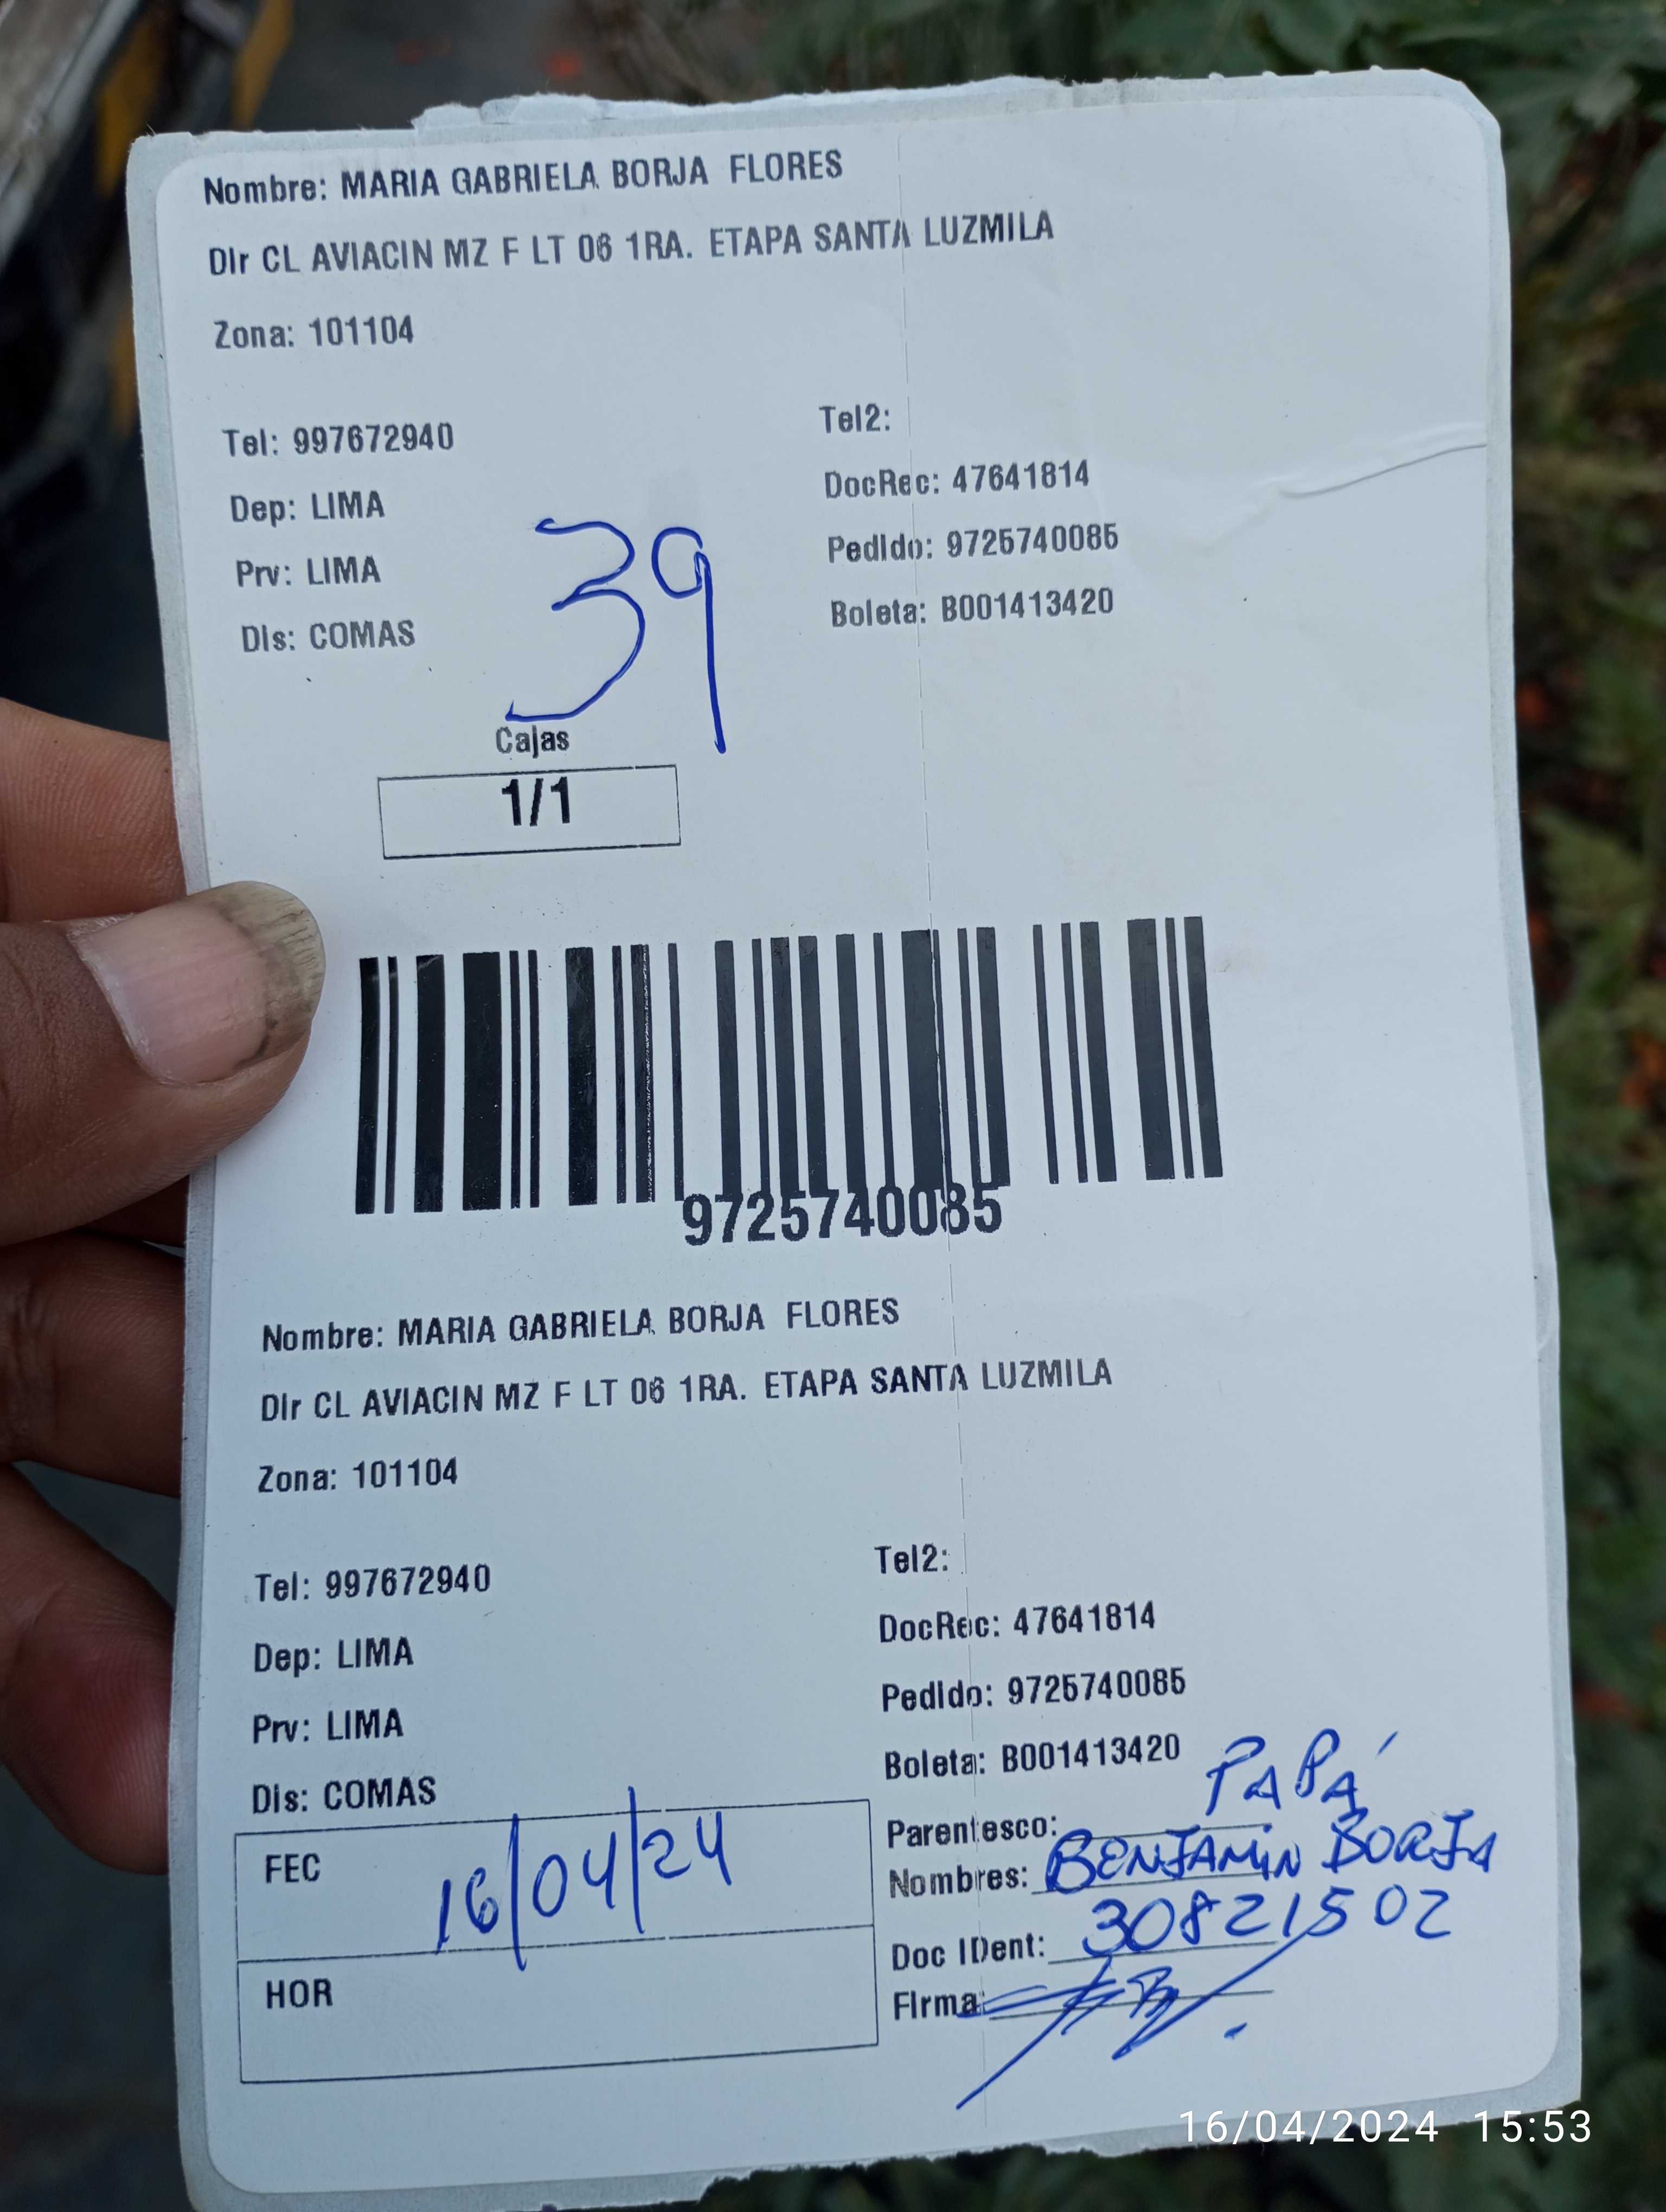 Nombre: MARIA GABRIELA BORJA FLORES
Dir CL AVIACIN MZ F LT 06 1RA. ETAPA SANTA LUZMILA
Zona: 101104
Tel: 997672940
Tel2:
Dep: LIMA
DocRec: 47641814
Prv: LIMA
Pedido: 9725740085
Dis: COMAS
Boleta: B001413420
39
Cajas
1/1
9725740085
Nombre: MARIA GABRIELA BORJA FLORES
Dir CL AVIACIN MZ F LT 06 1RA. ETAPA SANTA LUZMILA
Zona: 101104
Tel: 997672940
Tel2:
Dep: LIMA
DocRec: 47641814
Prv: LIMA
Pedido: 9725740085
Dis: COMAS
Boleta: B001413420
FEC 16/04/24
HOR
Parentesco: PAPÁ
Nombres: BENJAMIN BORJA
Doc IDent: 30821502
Firma:
16/04/2024 15:53